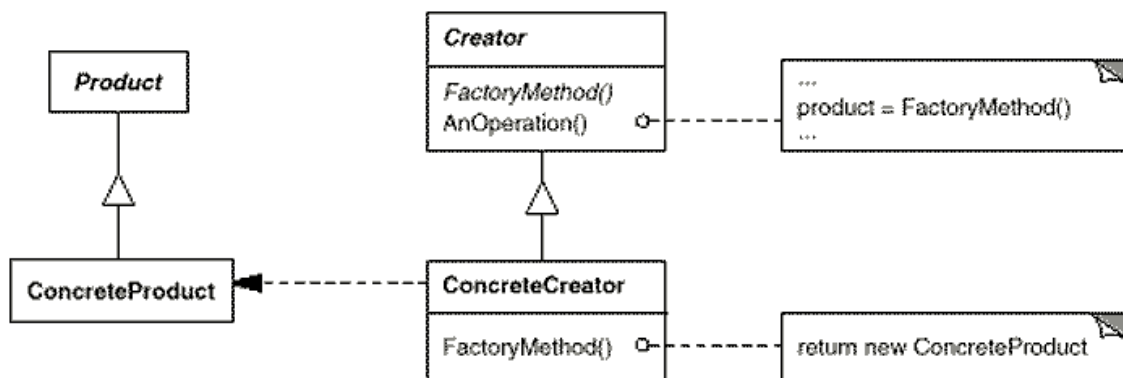 Product
Creator
FactoryMethod()
AnOperation()
...
product = FactoryMethod()
...
ConcreteProduct
ConcreteCreator
FactoryMethod()
return new ConcreteProduct